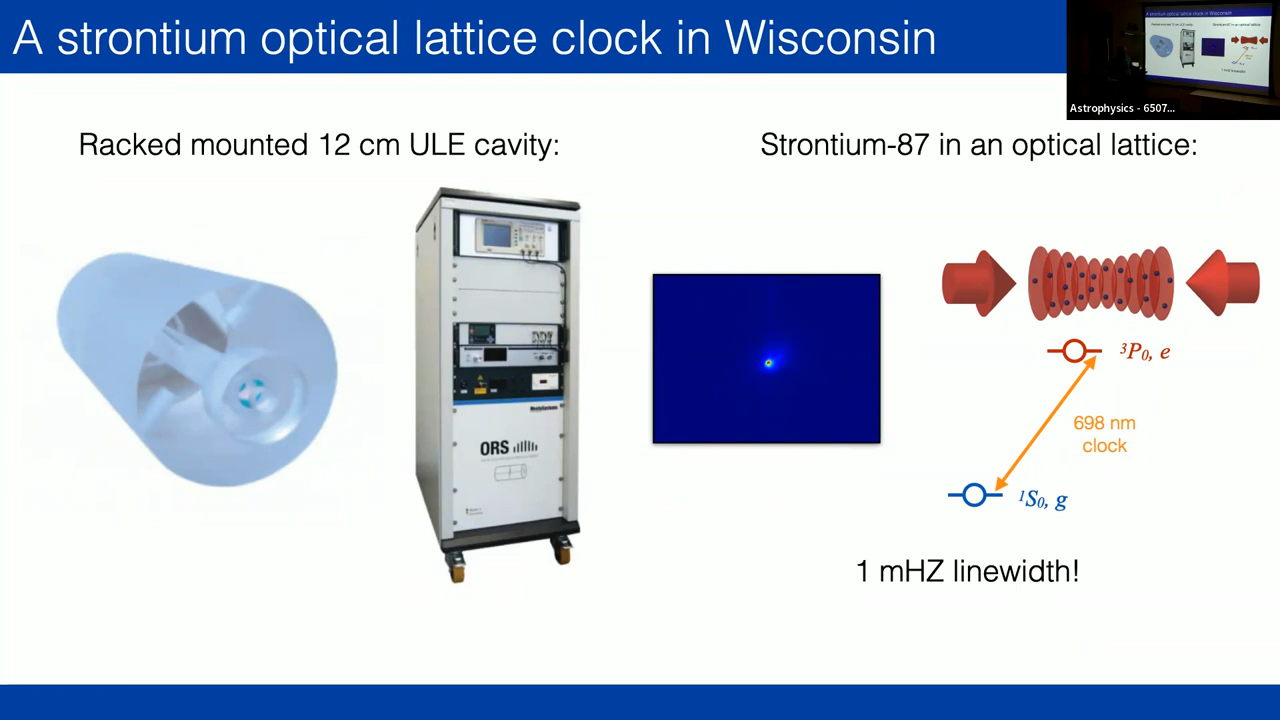 A strontium optical lattice clock in Wisconsin
Astrophysics - 6507...
Racked mounted 12 cm ULE cavity:
Strontium-87 in an optical lattice:
³P₀, e
698 nm
clock
¹S₀, g
ORS
1 mHZ linewidth!